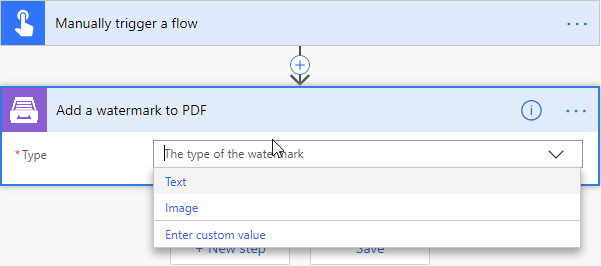 Manually trigger a flow
Add a watermark to PDF
* Type
The type of the watermark
Text
Image
Enter custom value
+ New step
Save